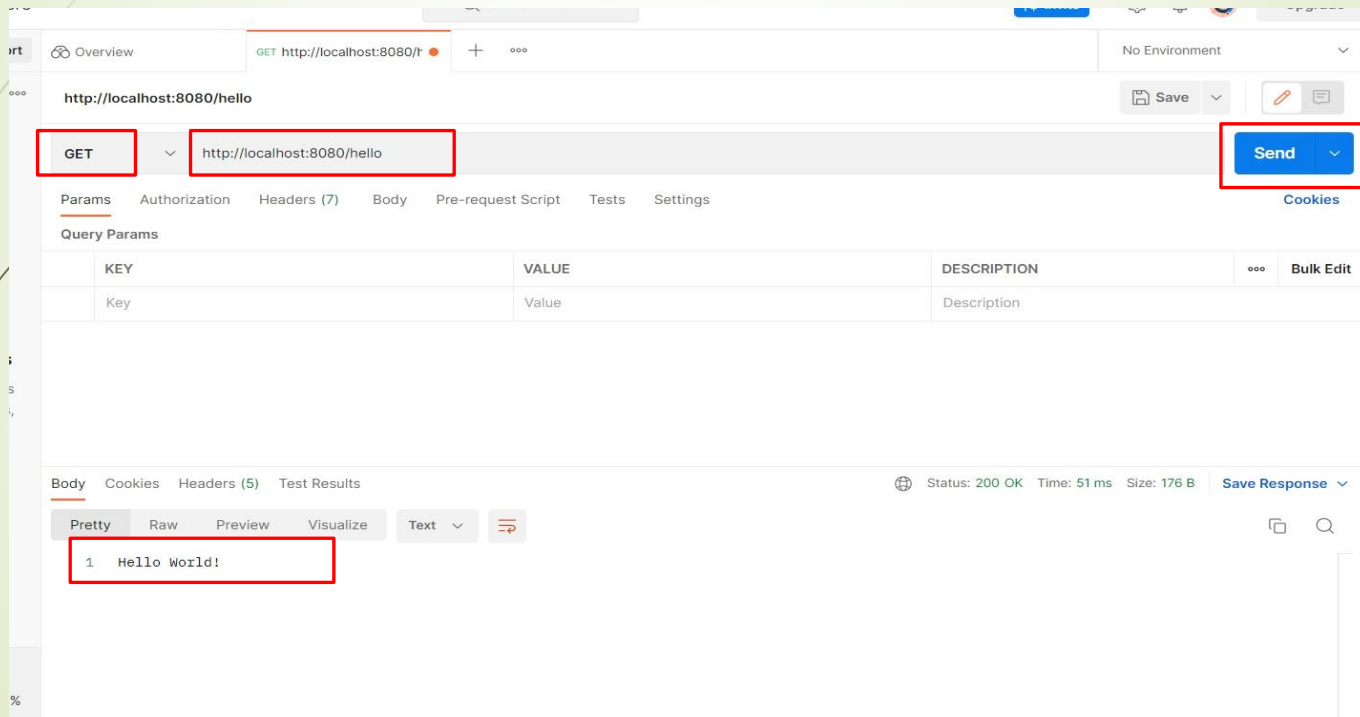 Overview
GET http://localhost:8080/h
No Environment
http://localhost:8080/hello
Save
GET
http://localhost:8080/hello
Send
Params Authorization Headers (7) Body Pre-request Script Tests Settings Cookies
Query Params
KEY VALUE DESCRIPTION ooo Bulk Edit
Key Value Description
Body Cookies Headers (5) Test Results Status: 200 OK Time: 51 ms Size: 176 B Save Response
Pretty Raw Preview Visualize Text
1 Hello World!
%